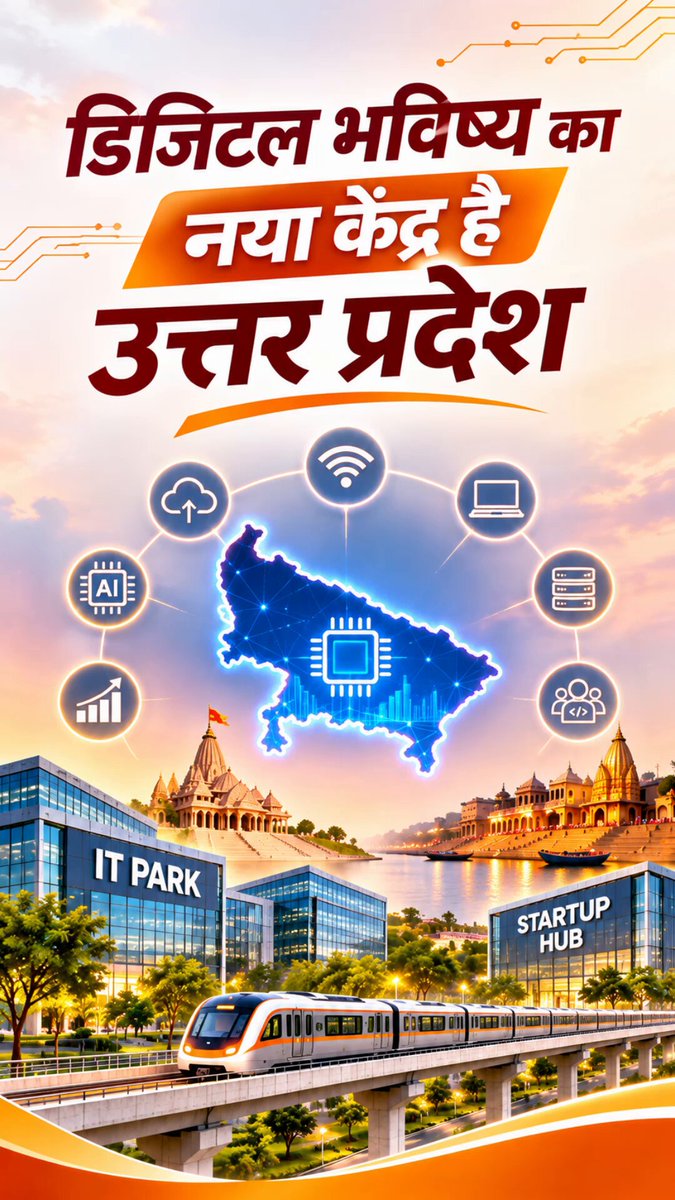 डिजिटल भविष्य का
नया केंद्र है
उत्तर प्रदेश
AI
IT PARK
STARTUP
HUB
</>